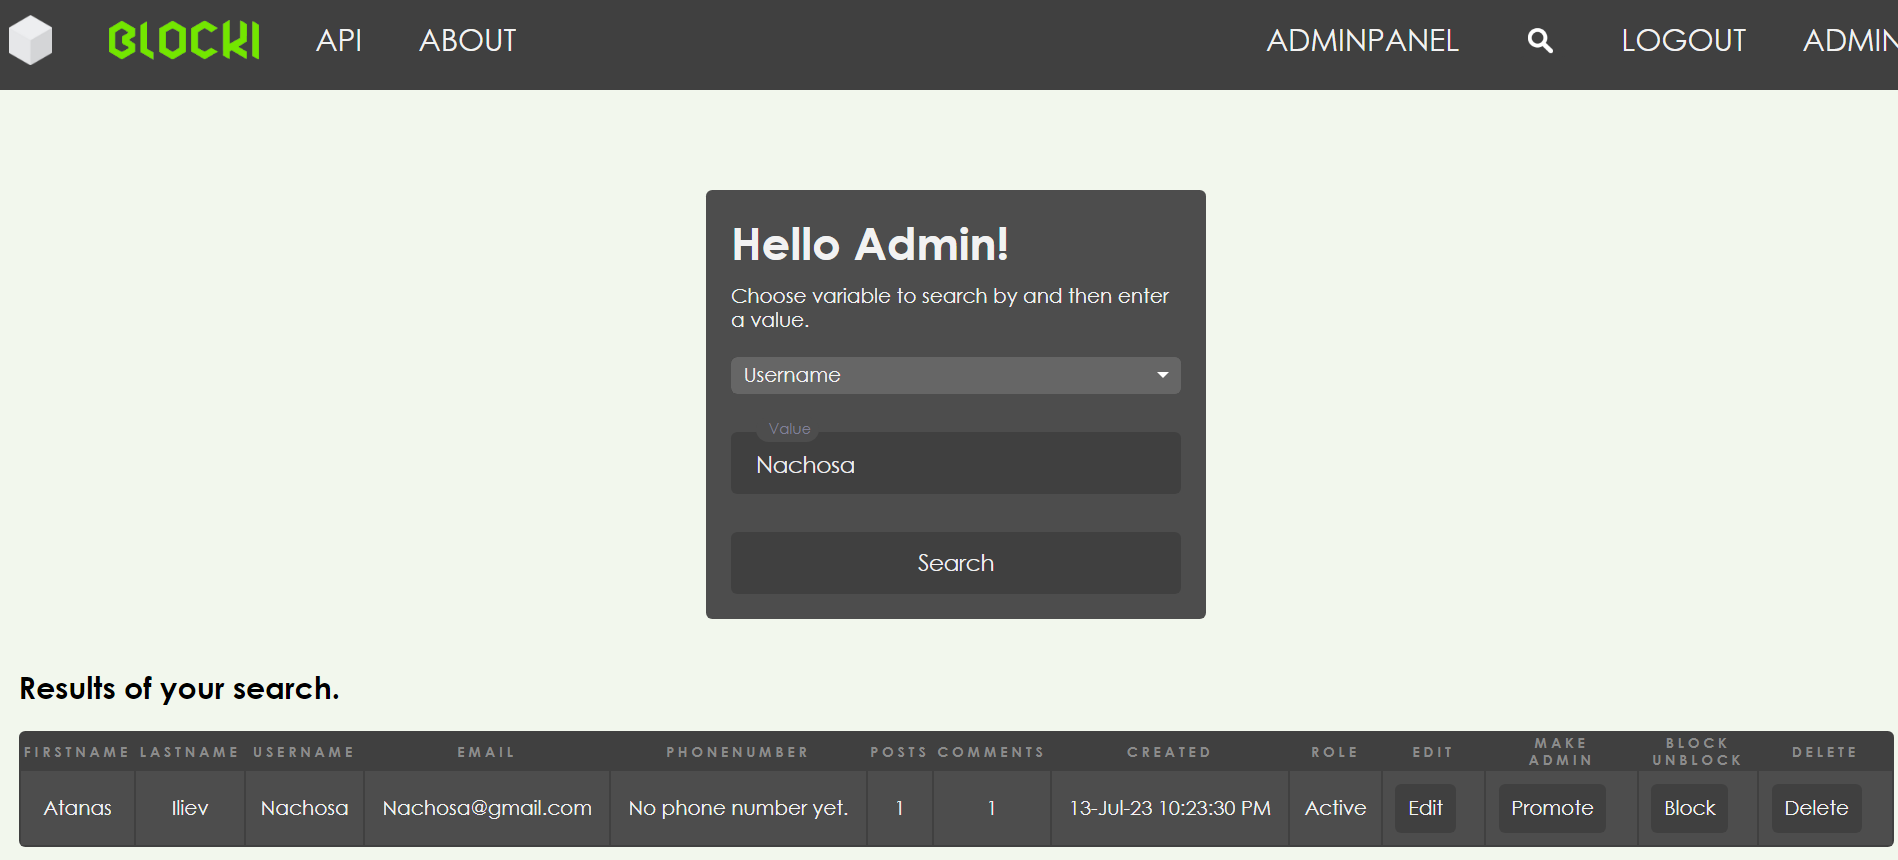 BLOCKI API ABOUT ADMINPANEL LOGOUT ADMIN
Hello Admin!
Choose variable to search by and then enter
a value.
Username
Value
Nachosa
Search
Results of your search.
FIRSTNAME LASTNAME USERNAME EMAIL PHONENUMBER POSTS COMMENTS CREATED ROLE EDIT MAKE ADMIN BLOCK UNBLOCK DELETE
Atanas Iliev Nachosa Nachosa@gmail.com No phone number yet. 1 1 13-Jul-23 10:23:30 PM Active Edit Promote Block Delete